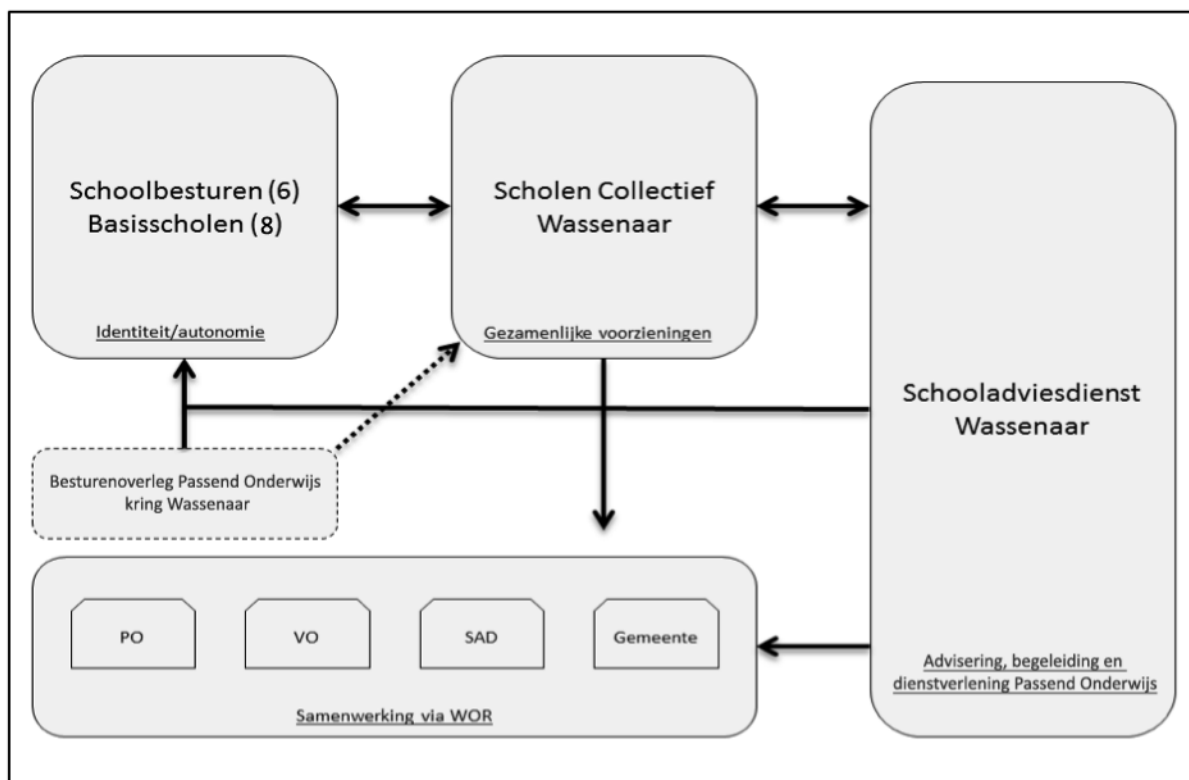 Schoolbesturen (6)
Basisscholen (8)
Identiteit/autonomie
Scholen Collectief
Wassenaar
Gezamenlijke voorzieningen
Schooladviesdienst
Wassenaar
Advisering, begeleiding en
dienstverlening Passend Onderwijs
Besturenoverleg Passend Onderwijs
kring Wassenaar
PO
VO
SAD
Gemeente
Samenwerking via WOR